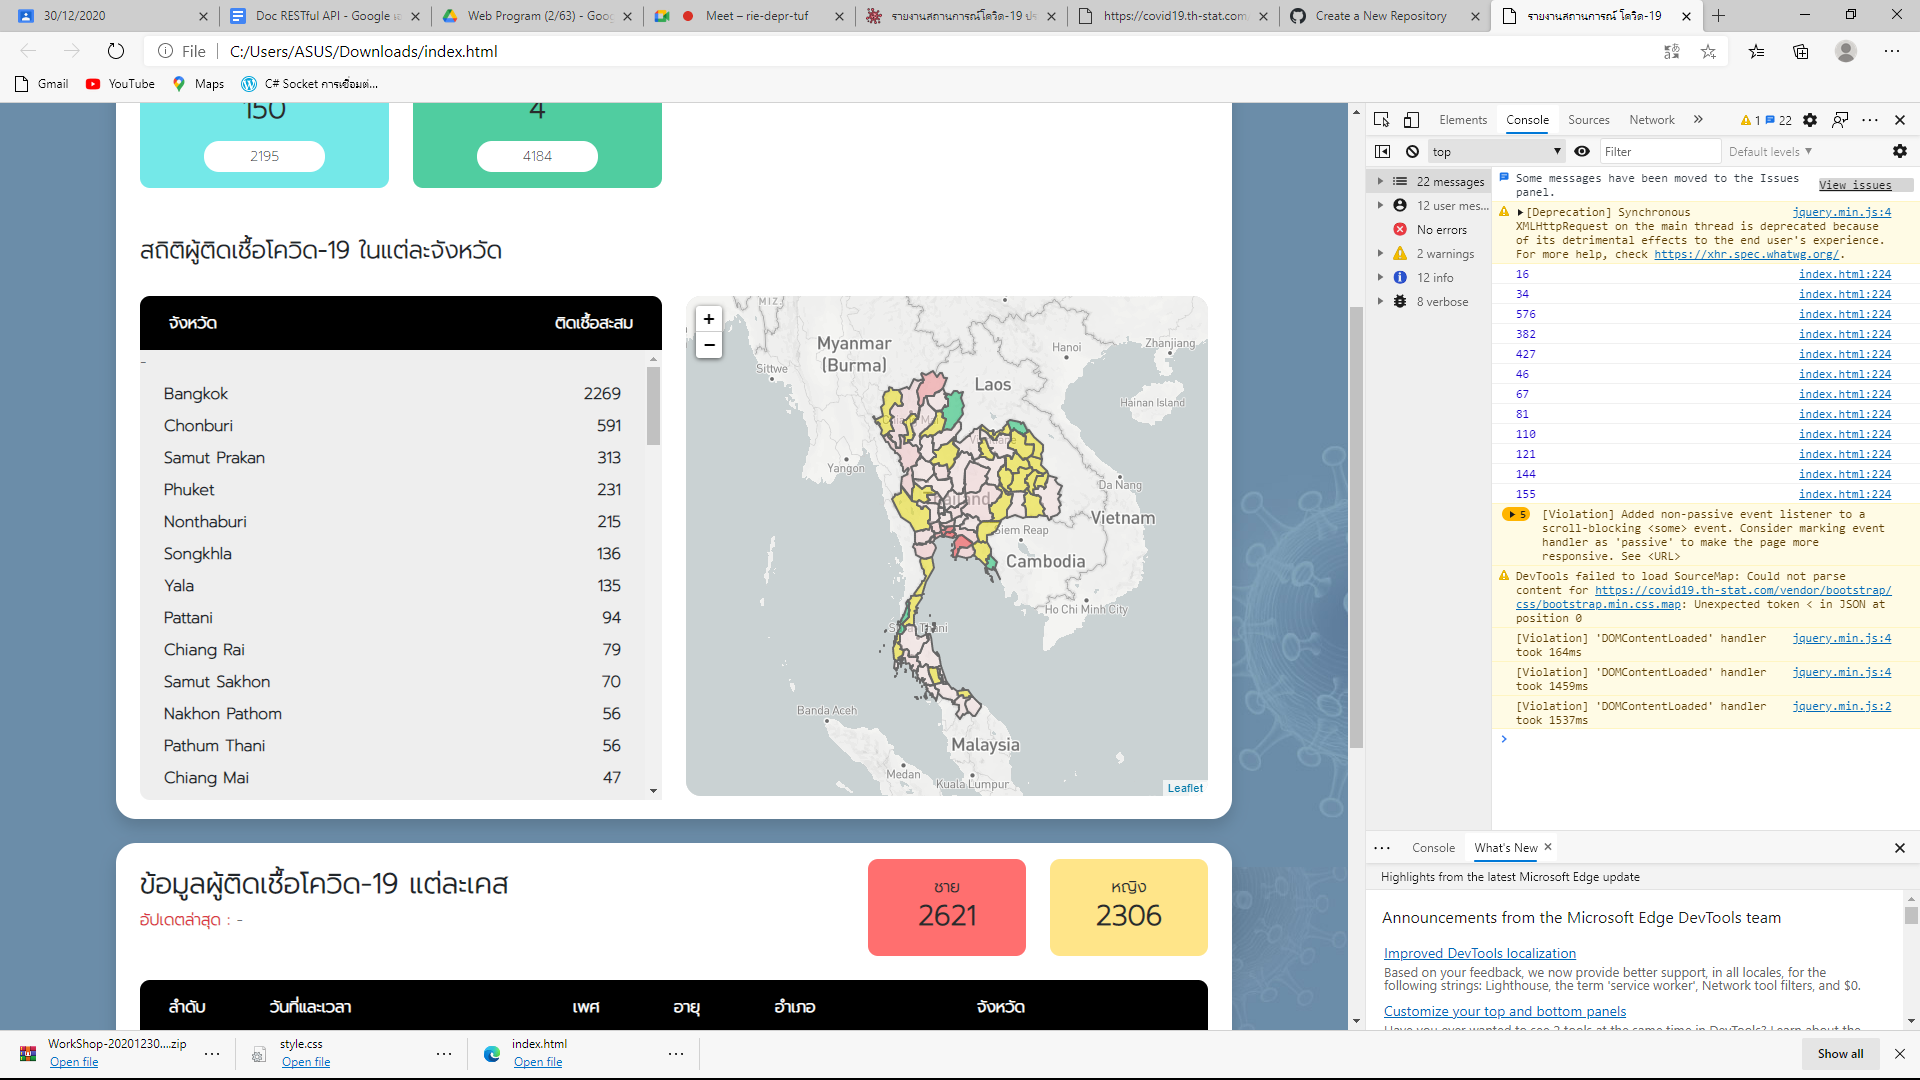 30/12/2020
Doc RESTful API - Google
Web Program (2/63) - Goog
Meet – rie-depr-tuf
รายงานสถานการณ์โควิด-19 ปร
https://covid19.th-stat.com
Create a New Repository
รายงานสถานการณ์ โควิด-19
File
C:/Users/ASUS/Downloads/index.html
Gmail
YouTube
Maps
C# Socket การเชื่อมต่...
150
4
2195
4184
สถิติผู้ติดเชื้อโควิด-19 ในแต่ละจังหวัด
จังหวัด ติดเชื้อสะสม
-
Bangkok 2269
Chonburi 591
Samut Prakan 313
Phuket 231
Nonthaburi 215
Songkhla 136
Yala 135
Pattani 94
Chiang Rai 79
Samut Sakhon 70
Nakhon Pathom 56
Pathum Thani 56
Chiang Mai 47
+
−
Myanmar
(Burma)
Hanoi
Zhanjiang
Sittwe
Laos
Hainan Island
Yangon
Da Nang
Vietnam
Siem Reap
Cambodia
Ho Chi Minh City
Banda Aceh
Malaysia
Medan
Kuala Lumpur
Leaflet
ข้อมูลผู้ติดเชื้อโควิด-19 แต่ละเคส
อัปเดตล่าสุด : -
ชาย
2621
หญิง
2306
ลำดับ วันที่และเวลา เพศ อายุ อำเภอ จังหวัด
Elements Console Sources Network » 1 22
top Filter Default levels
22 messages
12 user mes...
No errors
2 warnings
12 info
8 verbose
Some messages have been moved to the Issues
panel.
View issues
[Deprecation] Synchronous jquery.min.js:4
XMLHttpRequest on the main thread is deprecated because
of its detrimental effects to the end user's experience.
For more help, check https://xhr.spec.whatwg.org/.
16 index.html:224
34 index.html:224
576 index.html:224
382 index.html:224
427 index.html:224
46 index.html:224
67 index.html:224
81 index.html:224
110 index.html:224
121 index.html:224
144 index.html:224
155 index.html:224
5 [Violation] Added non-passive event listener to a
scroll-blocking <some> event. Consider marking event
handler as 'passive' to make the page more
responsive. See <URL>
DevTools failed to load SourceMap: Could not parse
content for https://covid19.th-stat.com/vendor/bootstrap/
css/bootstrap.min.css.map: Unexpected token < in JSON at
position 0
[Violation] 'DOMContentLoaded' handler jquery.min.js:4
took 164ms
[Violation] 'DOMContentLoaded' handler jquery.min.js:4
took 1459ms
[Violation] 'DOMContentLoaded' handler jquery.min.js:2
took 1537ms
Console What's New
Highlights from the latest Microsoft Edge update
Announcements from the Microsoft Edge DevTools team
Improved DevTools localization
Based on your feedback, we now provide better support, in all locales, for the
following strings: Lighthouse, the term 'service worker', Network tool filters, and $0.
Customize your top and bottom panels
WorkShop-20201230....zip
Open file
style.css
Open file
index.html
Open file
Show all